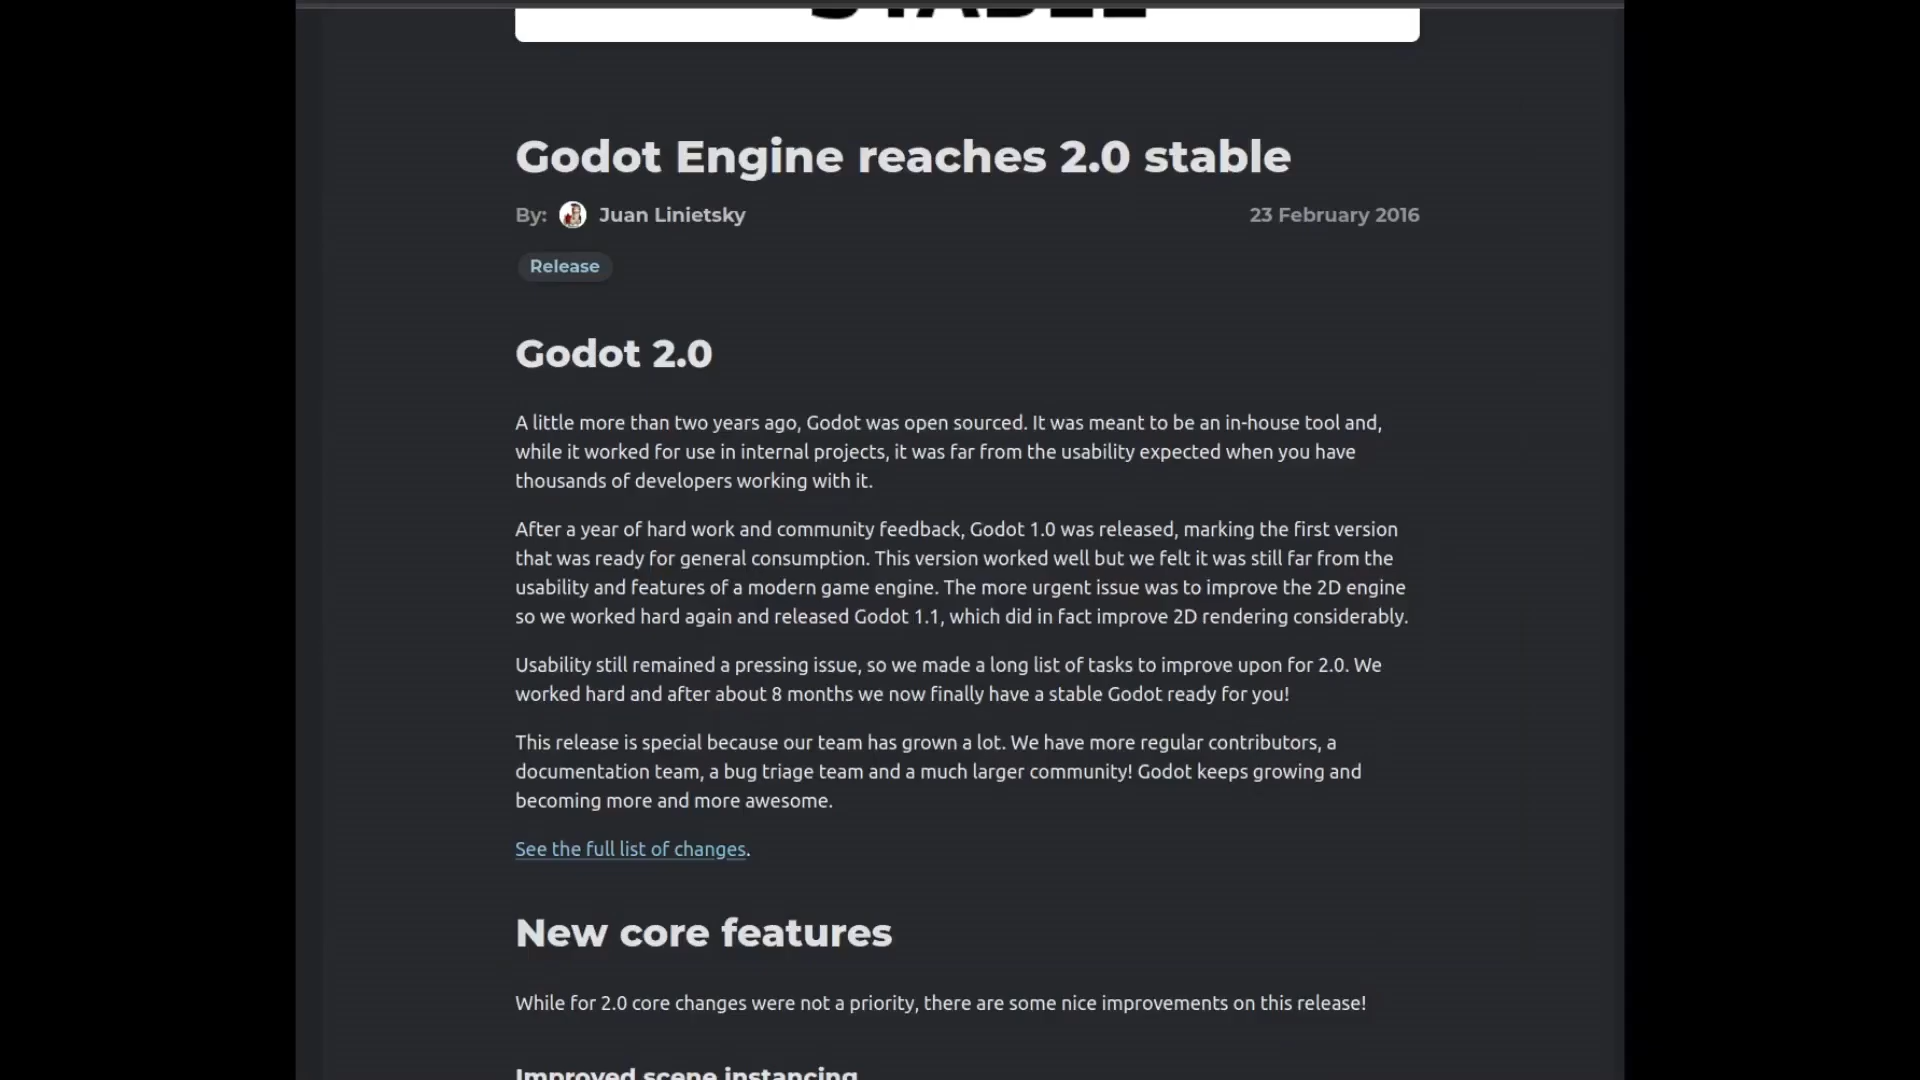 STABLE
Godot Engine reaches 2.0 stable
By: Juan Linietsky
23 February 2016
Release
Godot 2.0
A little more than two years ago, Godot was open sourced. It was meant to be an in-house tool and,
while it worked for use in internal projects, it was far from the usability expected when you have
thousands of developers working with it.
After a year of hard work and community feedback, Godot 1.0 was released, marking the first version
that was ready for general consumption. This version worked well but we felt it was still far from the
usability and features of a modern game engine. The more urgent issue was to improve the 2D engine
so we worked hard again and released Godot 1.1, which did in fact improve 2D rendering considerably.
Usability still remained a pressing issue, so we made a long list of tasks to improve upon for 2.0. We
worked hard and after about 8 months we now finally have a stable Godot ready for you!
This release is special because our team has grown a lot. We have more regular contributors, a
documentation team, a bug triage team and a much larger community! Godot keeps growing and
becoming more and more awesome.
See the full list of changes.
New core features
While for 2.0 core changes were not a priority, there are some nice improvements on this release!
Improved scene instancing